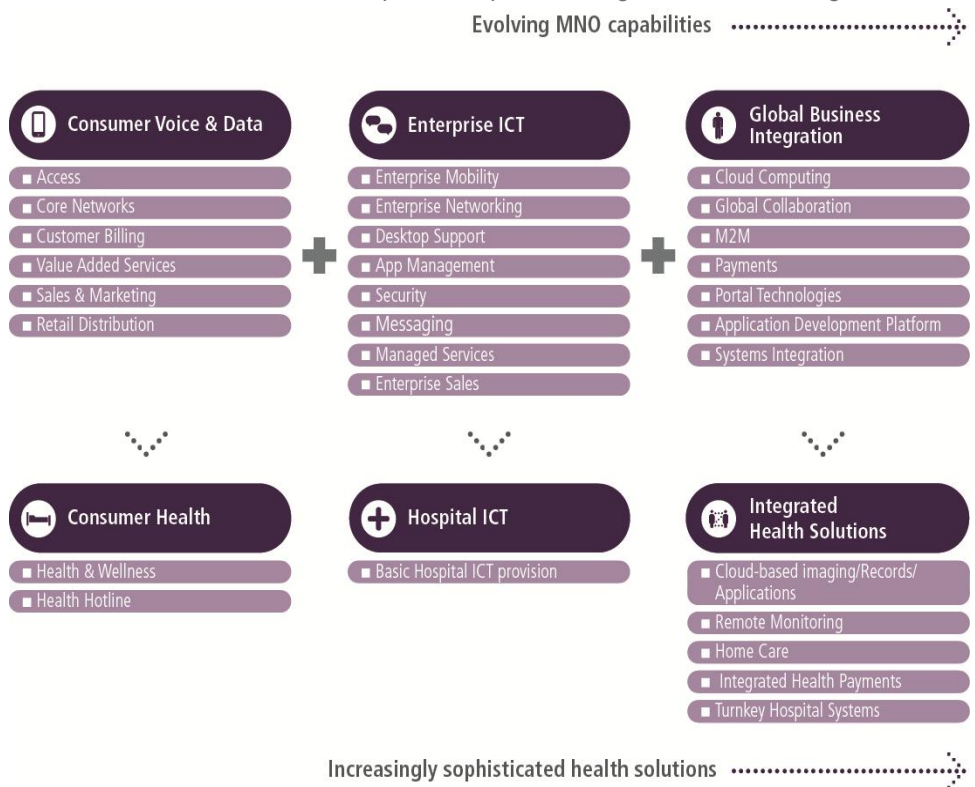 Evolving MNO capabilities
Consumer Voice & Data
Access
Core Networks
Customer Billing
Value Added Services
Sales & Marketing
Retail Distribution
Enterprise ICT
Enterprise Mobility
Enterprise Networking
Desktop Support
App Management
Security
Messaging
Managed Services
Enterprise Sales
Global Business
Integration
Cloud Computing
Global Collaboration
M2M
Payments
Portal Technologies
Application Development Platform
Systems Integration
Consumer Health
Health & Wellness
Health Hotline
Hospital ICT
Basic Hospital ICT provision
Integrated
Health Solutions
Cloud-based imaging/Records/
Applications
Remote Monitoring
Home Care
Integrated Health Payments
Turnkey Hospital Systems
Increasingly sophisticated health solutions